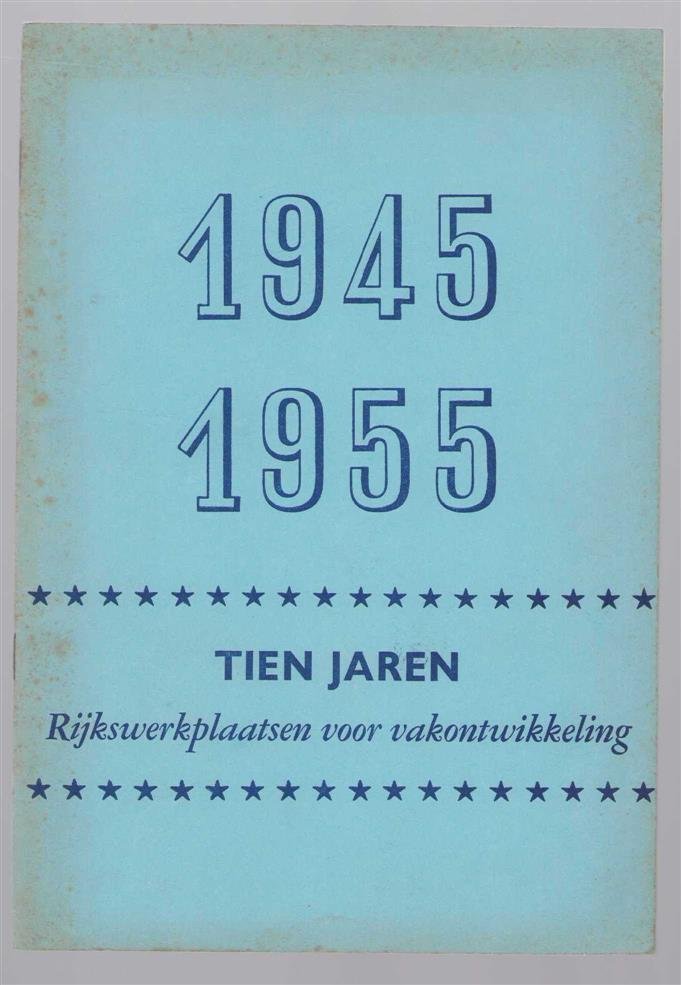 1945
1955
TIEN JAREN
Rijkswerkplaatsen voor vakontwikkeling